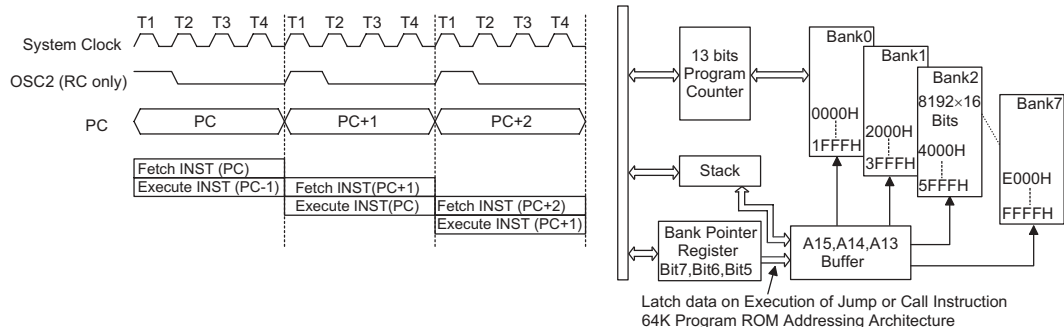 T1 T2 T3 T4 T1 T2 T3 T4 T1 T2 T3 T4
System Clock
OSC2 (RC only)
PC PC PC+1 PC+2
Fetch INST (PC)
Execute INST (PC-1) Fetch INST(PC+1)
Execute INST(PC) Fetch INST (PC+2)
Execute INST (PC+1)
13 bits
Program
Counter
Stack
Bank Pointer
Register
Bit7,Bit6,Bit5
Bank0
0000H
1FFFH
Bank1
2000H
3FFFH
Bank2
8192×16
Bits
4000H
5FFFH
Bank7
E000H
FFFFH
A15,A14,A13
Buffer
Latch data on Execution of Jump or Call Instruction
64K Program ROM Addressing Architecture